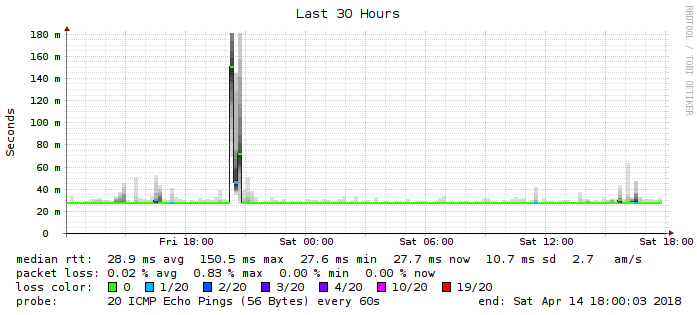 Last 30 Hours
RRDTOOL / TOBI OETIKER
Seconds
180 m
160 m
140 m
120 m
100 m
80 m
60 m
40 m
20 m
0
Fri 18:00 Sat 00:00 Sat 06:00 Sat 12:00 Sat 18:00
median rtt: 28.9 ms avg 150.5 ms max 27.6 ms min 27.7 ms now 10.7 ms sd 2.7 am/s
packet loss: 0.02 % avg 0.83 % max 0.00 % min 0.00 % now
loss color: 0 1/20 2/20 3/20 4/20 10/20 19/20
probe: 20 ICMP Echo Pings (56 Bytes) every 60s end: Sat Apr 14 18:00:03 2018